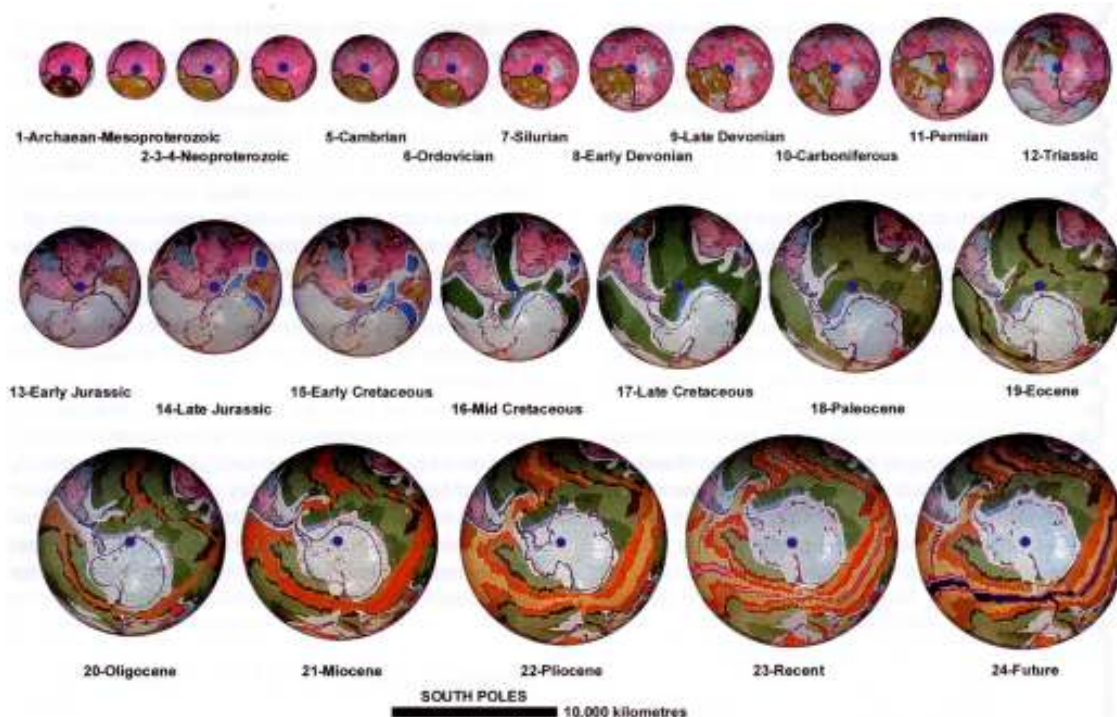 1-Archaean-Mesoproterozoic
2-3-4-Neoproterozoic
5-Cambrian
6-Ordovician
7-Silurian
8-Early Devonian
9-Late Devonian
10-Carboniferous
11-Permian
12-Triassic
13-Early Jurassic
14-Late Jurassic
15-Early Cretaceous
16-Mid Cretaceous
17-Late Cretaceous
18-Paleocene
19-Eocene
20-Oligocene
21-Miocene
22-Pliocene
23-Recent
24-Future
SOUTH POLES
10,000 kilometres